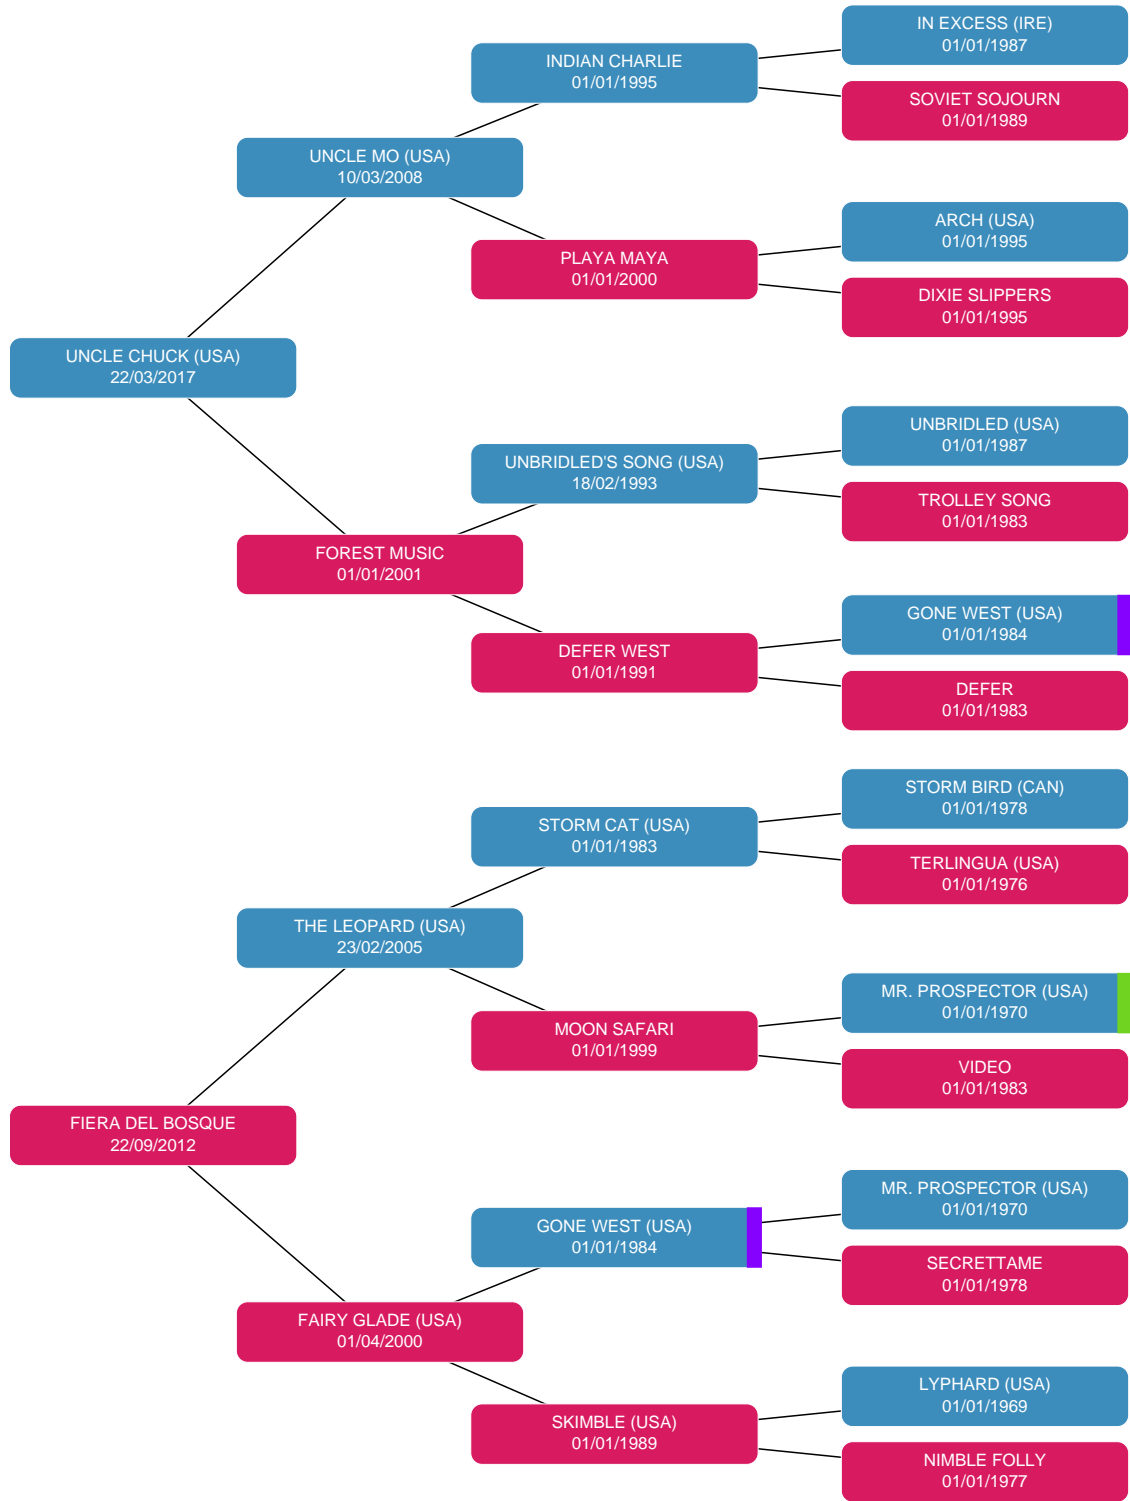 IN EXCESS (IRE)
01/01/1987
INDIAN CHARLIE
01/01/1995
SOVIET SOJOURN
01/01/1989
UNCLE MO (USA)
10/03/2008
ARCH (USA)
01/01/1995
PLAYA MAYA
01/01/2000
DIXIE SLIPPERS
01/01/1995
UNCLE CHUCK (USA)
22/03/2017
UNBRIDLED (USA)
01/01/1987
UNBRIDLED'S SONG (USA)
18/02/1993
TROLLEY SONG
01/01/1983
FOREST MUSIC
01/01/2001
GONE WEST (USA)
01/01/1984
DEFER WEST
01/01/1991
DEFER
01/01/1983
STORM BIRD (CAN)
01/01/1978
STORM CAT (USA)
01/01/1983
TERLINGUA (USA)
01/01/1976
THE LEOPARD (USA)
23/02/2005
MR. PROSPECTOR (USA)
01/01/1970
MOON SAFARI
01/01/1999
VIDEO
01/01/1983
FIERA DEL BOSQUE
22/09/2012
MR. PROSPECTOR (USA)
01/01/1970
GONE WEST (USA)
01/01/1984
SECRETTAME
01/01/1978
FAIRY GLADE (USA)
01/04/2000
LYPHARD (USA)
01/01/1969
SKIMBLE (USA)
01/01/1989
NIMBLE FOLLY
01/01/1977